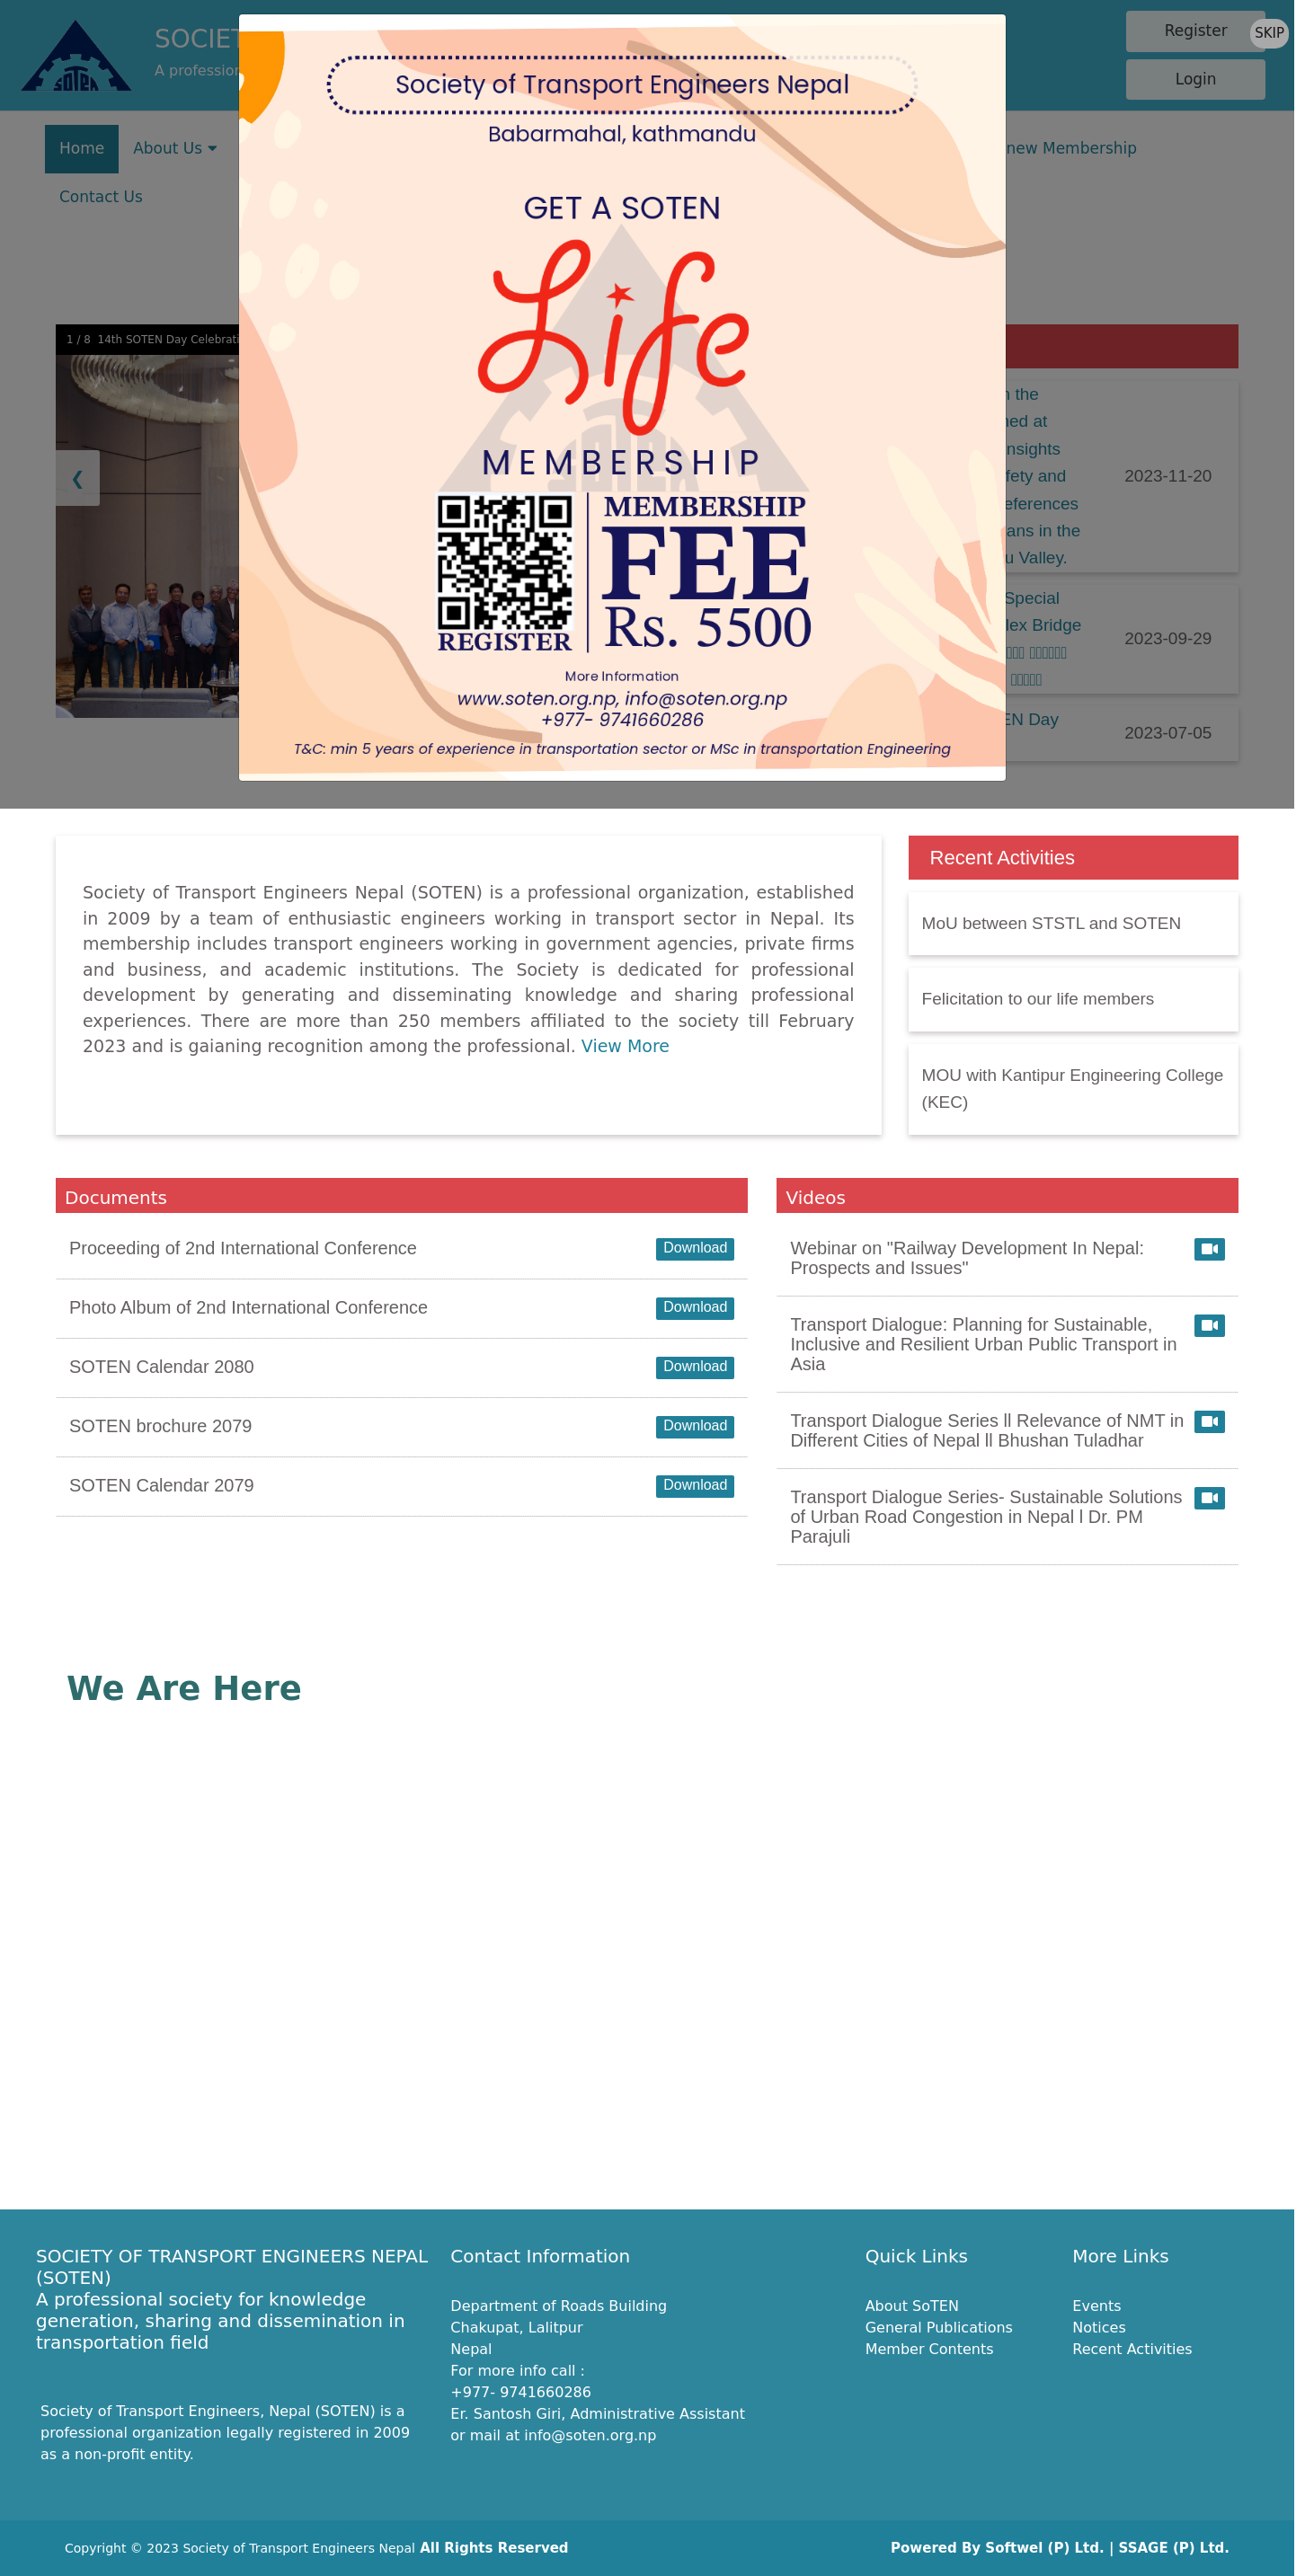 SOCIET
A profession
Register
SKIP
Login
Home
About Us
new Membership
Contact Us
SOTEN
Society of Transport Engineers Nepal
Babarmahal, kathmandu
GET A SOTEN
Life
MEMBERSHIP
REGISTER
MEMBERSHIP
FEE
Rs. 5500
More Information
www.soten.org.np, info@soten.org.np
+977- 9741660286
T&C: min 5 years of experience in transportation sector or MSc in transportation Engineering
1 / 8 14th SOTEN Day Celebrati
the
at
nsights
and
2023-11-20
eferences
ans in the
u Valley.
Special
lex Bridge
2023-09-29
EN Day
2023-07-05
Society of Transport Engineers Nepal (SOTEN) is a professional organization, established
in 2009 by a team of enthusiastic engineers working in transport sector in Nepal. Its
membership includes transport engineers working in government agencies, private firms
and business, and academic institutions. The Society is dedicated for professional
development by generating and disseminating knowledge and sharing professional
experiences. There are more than 250 members affiliated to the society till February
2023 and is gaianing recognition among the professional. View More
Recent Activities
MoU between STSTL and SOTEN
Felicitation to our life members
MOU with Kantipur Engineering College
(KEC)
Documents
Proceeding of 2nd International Conference
Download
Photo Album of 2nd International Conference
Download
SOTEN Calendar 2080
Download
SOTEN brochure 2079
Download
SOTEN Calendar 2079
Download
Videos
Webinar on "Railway Development In Nepal:
Prospects and Issues"
Transport Dialogue: Planning for Sustainable,
Inclusive and Resilient Urban Public Transport in
Asia
Transport Dialogue Series ll Relevance of NMT in
Different Cities of Nepal ll Bhushan Tuladhar
Transport Dialogue Series- Sustainable Solutions
of Urban Road Congestion in Nepal l Dr. PM
Parajuli
We Are Here
SOCIETY OF TRANSPORT ENGINEERS NEPAL
(SOTEN)
A professional society for knowledge
generation, sharing and dissemination in
transportation field
Society of Transport Engineers, Nepal (SOTEN) is a
professional organization legally registered in 2009
as a non-profit entity.
Contact Information
Department of Roads Building
Chakupat, Lalitpur
Nepal
For more info call :
+977- 9741660286
Er. Santosh Giri, Administrative Assistant
or mail at info@soten.org.np
Quick Links
About SoTEN
General Publications
Member Contents
More Links
Events
Notices
Recent Activities
Copyright © 2023 Society of Transport Engineers Nepal All Rights Reserved
Powered By Softwel (P) Ltd. | SSAGE (P) Ltd.